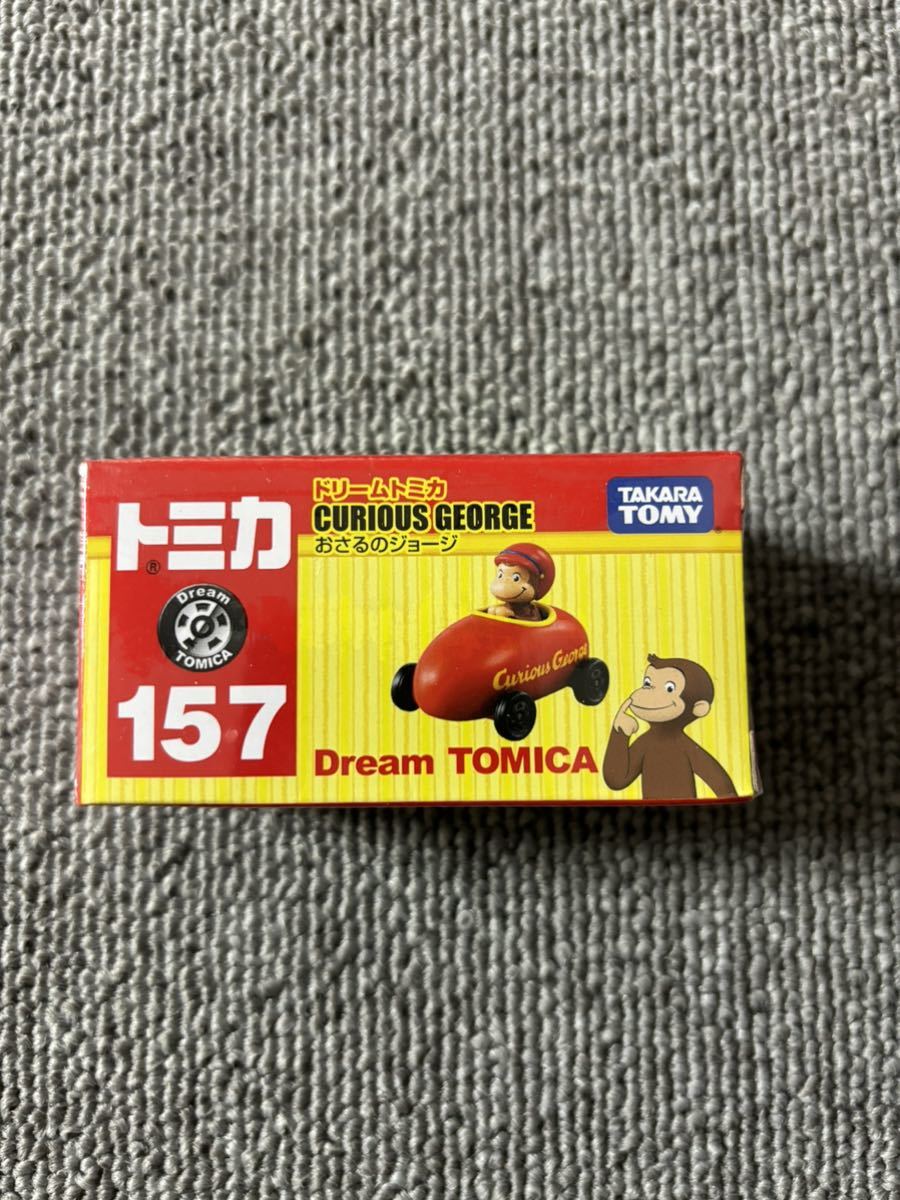 トミカ
®
Dream
TOMICA
157
ドリームトミカ
CURIOUS GEORGE
おさるのジョージ
TAKARA
TOMY
Curious George
Dream TOMICA